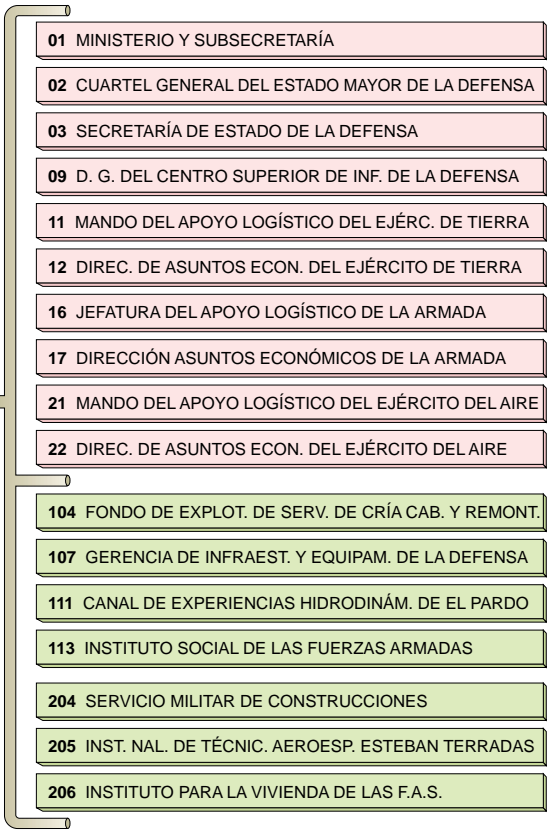 01 MINISTERIO Y SUBSECRETARÍA
02 CUARTEL GENERAL DEL ESTADO MAYOR DE LA DEFENSA
03 SECRETARÍA DE ESTADO DE LA DEFENSA
09 D. G. DEL CENTRO SUPERIOR DE INF. DE LA DEFENSA
11 MANDO DEL APOYO LOGÍSTICO DEL EJÉRC. DE TIERRA
12 DIREC. DE ASUNTOS ECON. DEL EJÉRCITO DE TIERRA
16 JEFATURA DEL APOYO LOGÍSTICO DE LA ARMADA
17 DIRECCIÓN ASUNTOS ECONÓMICOS DE LA ARMADA
21 MANDO DEL APOYO LOGÍSTICO DEL EJÉRCITO DEL AIRE
22 DIREC. DE ASUNTOS ECON. DEL EJÉRCITO DEL AIRE
104 FONDO DE EXPLOT. DE SERV. DE CRÍA CAB. Y REMONT.
107 GERENCIA DE INFRAEST. Y EQUIPAM. DE LA DEFENSA
111 CANAL DE EXPERIENCIAS HIDRODINÁM. DE EL PARDO
113 INSTITUTO SOCIAL DE LAS FUERZAS ARMADAS
204 SERVICIO MILITAR DE CONSTRUCCIONES
205 INST. NAL. DE TÉCNIC. AEROESP. ESTEBAN TERRADAS
206 INSTITUTO PARA LA VIVIENDA DE LAS F.A.S.